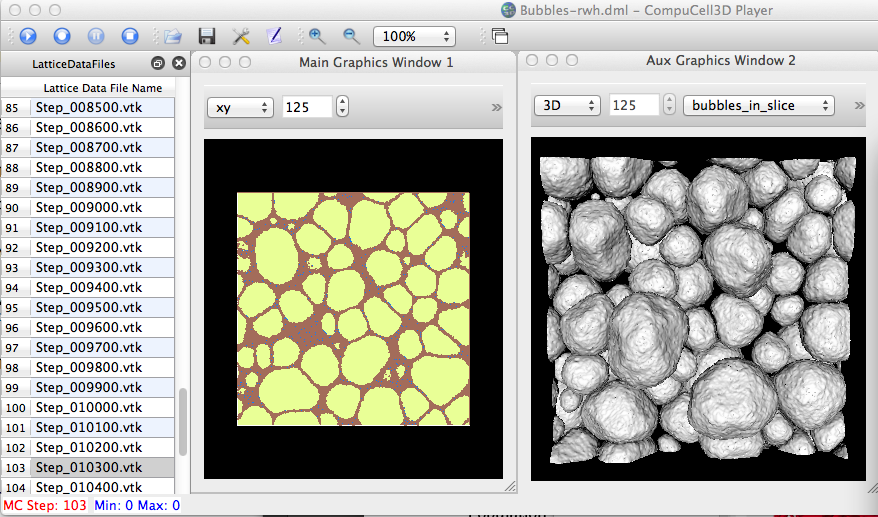 Bubbles-rwh.dml – CompuCell3D Player
100%
LatticeDataFiles
Lattice Data File Name
85 Step_008500.vtk
86 Step_008600.vtk
87 Step_008700.vtk
88 Step_008800.vtk
89 Step_008900.vtk
90 Step_009000.vtk
91 Step_009100.vtk
92 Step_009200.vtk
93 Step_009300.vtk
94 Step_009400.vtk
95 Step_009500.vtk
96 Step_009600.vtk
97 Step_009700.vtk
98 Step_009800.vtk
99 Step_009900.vtk
100 Step_010000.vtk
101 Step_010100.vtk
102 Step_010200.vtk
103 Step_010300.vtk
104 Step_010400.vtk
MC Step: 103 Min: 0 Max: 0
Main Graphics Window 1
xy 125 »
Aux Graphics Window 2
3D 125 bubbles_in_slice »